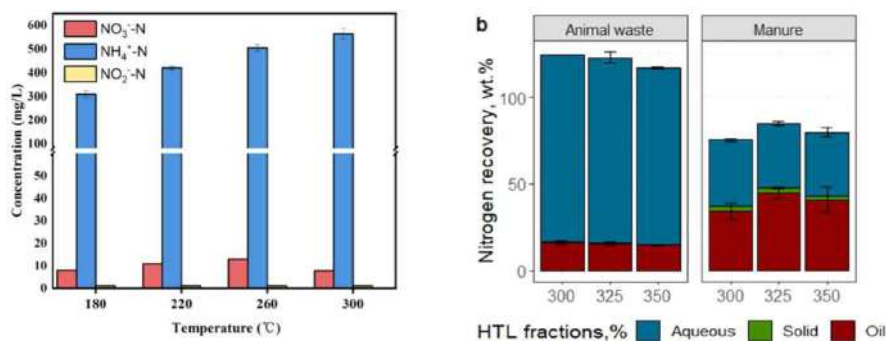 NO₃⁻-N
NH₄⁺-N
NO₂⁻-N
Concentration (mg/L)
600
500
400
300
200
100
50
40
30
20
10
0
180 220 260 300
Temperature (℃)
b
Animal waste Manure
Nitrogen recovery, wt.%
100
50
0
300 325 350 300 325 350
HTL fractions,% Aqueous Solid Oil